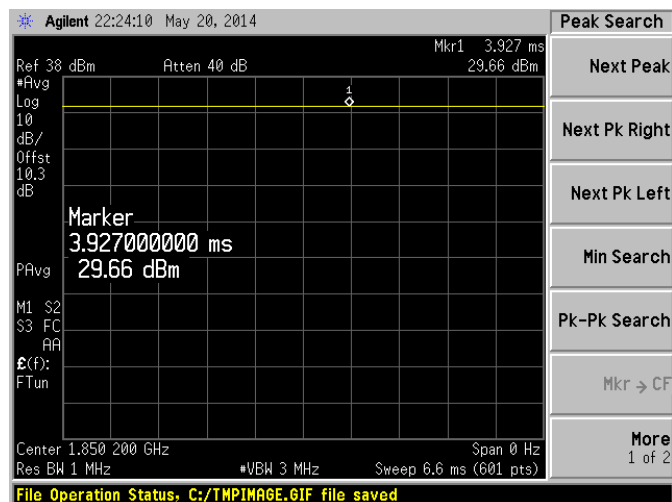 Agilent 22:24:10 May 20, 2014
Peak Search
Mkr1 3.927 ms
Ref 38 dBm Atten 40 dB 29.66 dBm
#Avg
Log
10
dB/
Offst
10.3
dB
1
Marker
3.927000000 ms
29.66 dBm
PAvg
M1 S2
S3 FC
AA
£(f):
FTun
Center 1.850 200 GHz Span 0 Hz
Res BW 1 MHz #VBW 3 MHz Sweep 6.6 ms (601 pts)
File Operation Status, C:/TMPIMAGE.GIF file saved
Next Peak
Next Pk Right
Next Pk Left
Min Search
Pk-Pk Search
Mkr → CF
More
1 of 2